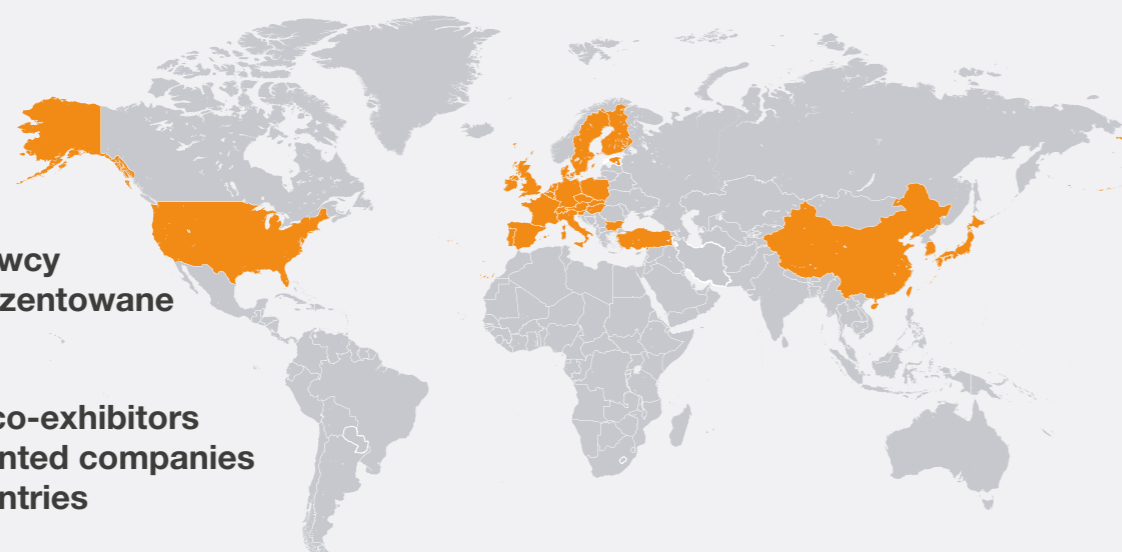 wcy
zentowane
co-exhibitors
nted companies
ntries